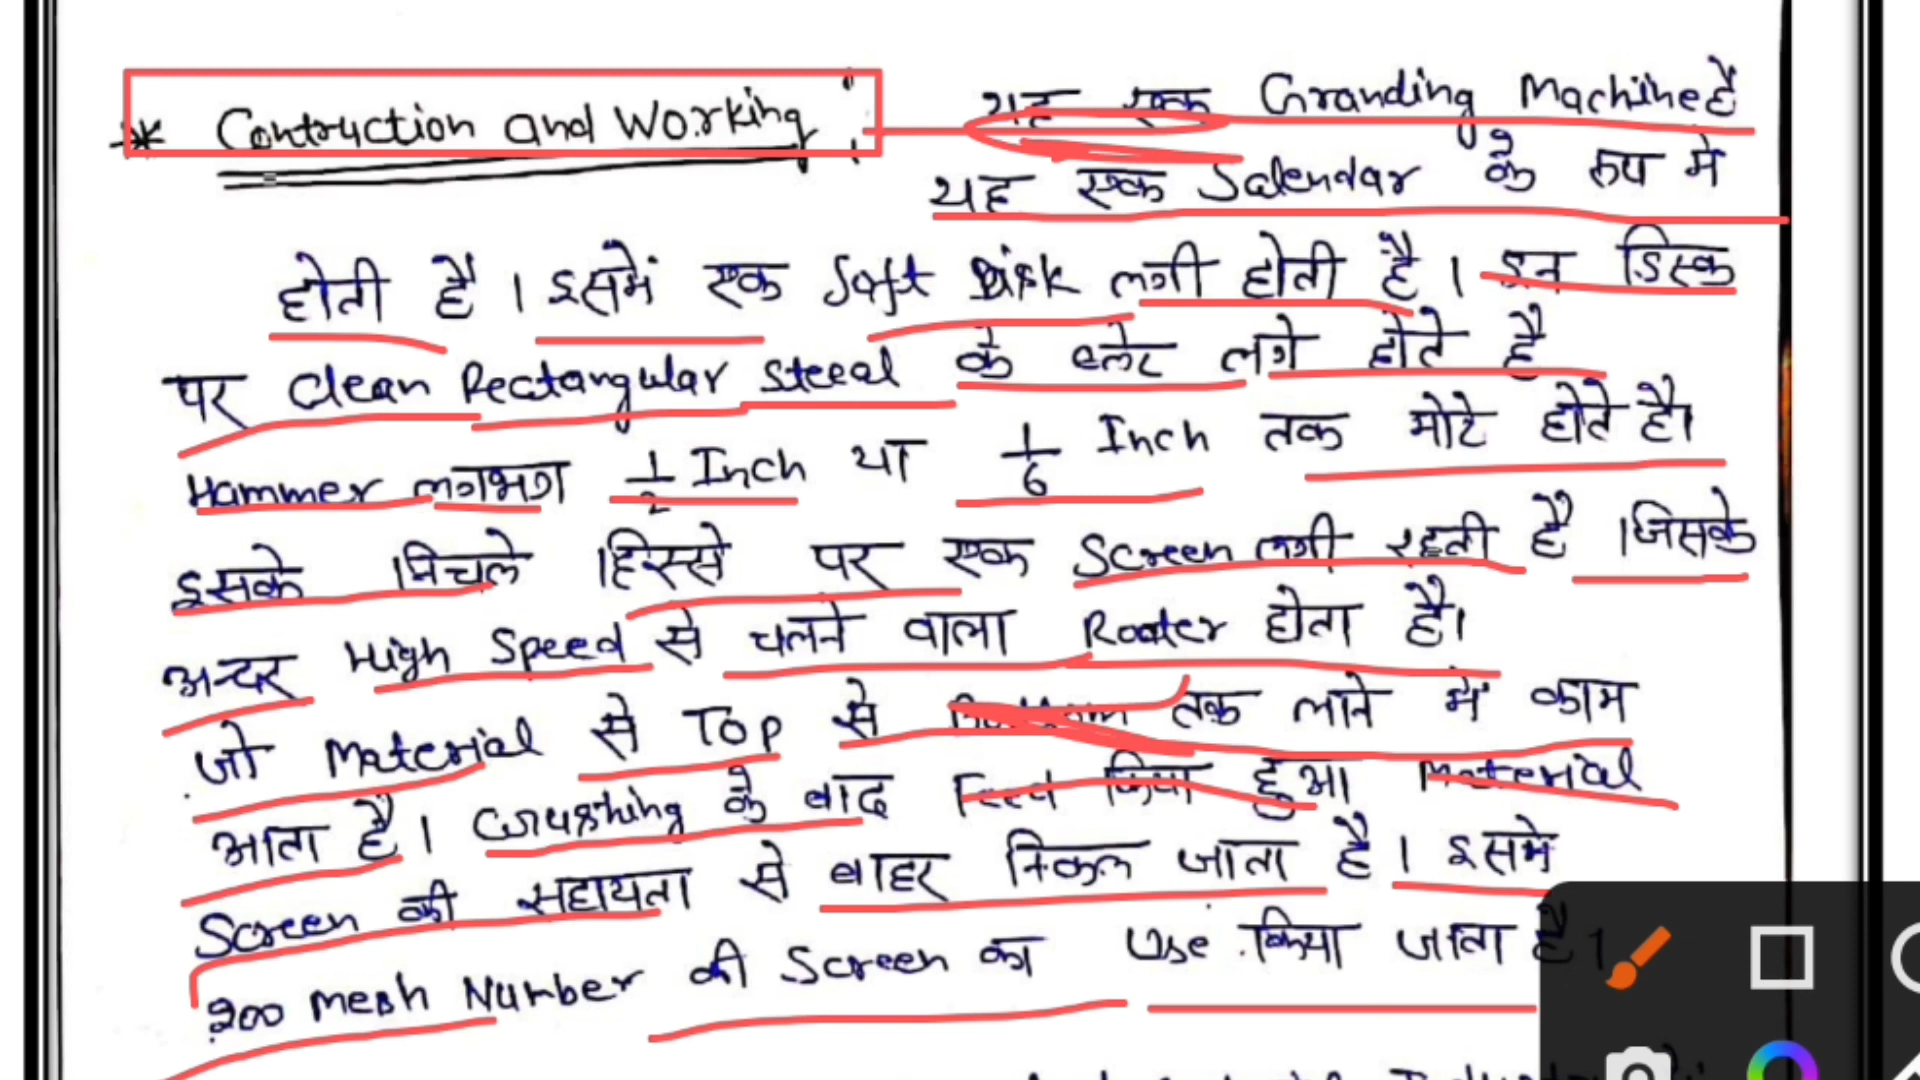 * Contruction and Working : यह एक Granding Machine है
यह एक Salendar के रूप में
होती है । इसमें एक Saft Disk लगी होती है । इन डिस्क
पर Clean Rectangular Steeal के प्लेट लगे होते है
Hammer लगभग 1/2 Inch या 1/6 Inch तक मोटे होते है।
इसके निचले हिस्से पर एक Screen लगी रहती है । जिसके
अन्दर High Speed से चलने वाला Rooter होता है।
जो Material से Top से तक लाने में काम
आता है । Crushing के बाद Feed किया हुआ Material
Screen की सहायता से बाहर निकल जाता है । इसमे
200 mesh Number की Screen का Use किया जाता है ।